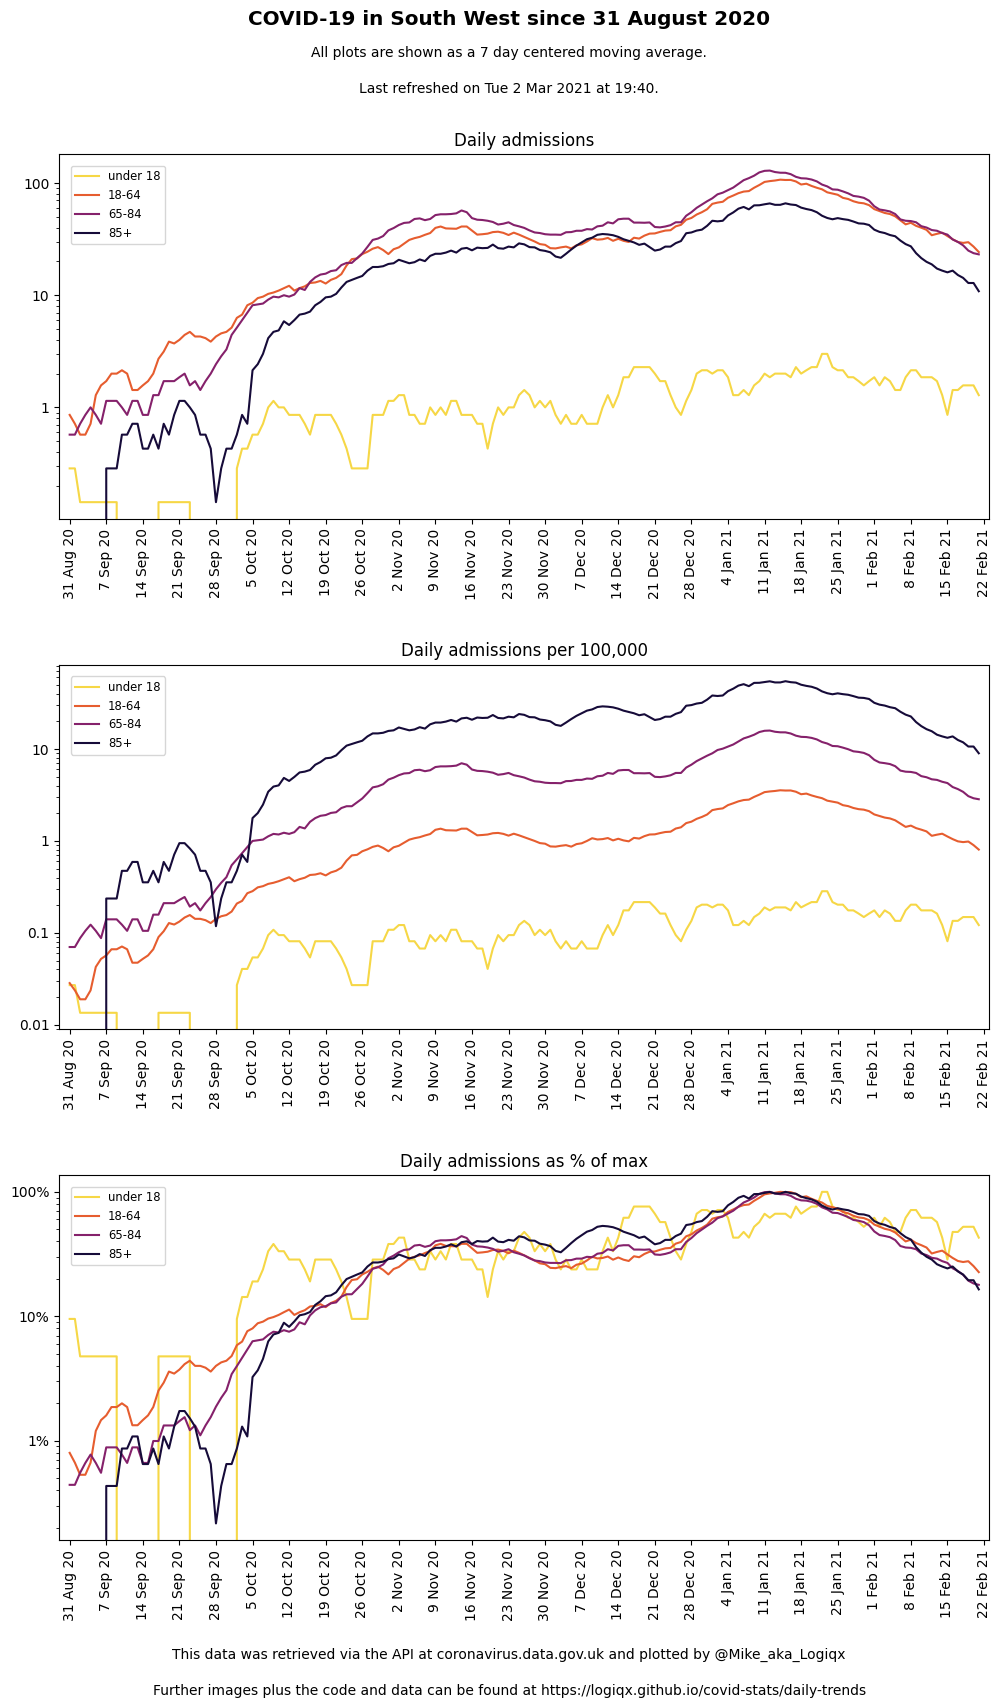 COVID-19 in South West since 31 August 2020
All plots are shown as a 7 day centered moving average.
Last refreshed on Tue 2 Mar 2021 at 19:40.
Daily admissions
under 18
18-64
65-84
85+
100
10
1
31 Aug 20
7 Sep 20
14 Sep 20
21 Sep 20
28 Sep 20
5 Oct 20
12 Oct 20
19 Oct 20
26 Oct 20
2 Nov 20
9 Nov 20
16 Nov 20
23 Nov 20
30 Nov 20
7 Dec 20
14 Dec 20
21 Dec 20
28 Dec 20
4 Jan 21
11 Jan 21
18 Jan 21
25 Jan 21
1 Feb 21
8 Feb 21
15 Feb 21
22 Feb 21
Daily admissions per 100,000
under 18
18-64
65-84
85+
10
1
0.1
0.01
31 Aug 20
7 Sep 20
14 Sep 20
21 Sep 20
28 Sep 20
5 Oct 20
12 Oct 20
19 Oct 20
26 Oct 20
2 Nov 20
9 Nov 20
16 Nov 20
23 Nov 20
30 Nov 20
7 Dec 20
14 Dec 20
21 Dec 20
28 Dec 20
4 Jan 21
11 Jan 21
18 Jan 21
25 Jan 21
1 Feb 21
8 Feb 21
15 Feb 21
22 Feb 21
Daily admissions as % of max
under 18
18-64
65-84
85+
100%
10%
1%
31 Aug 20
7 Sep 20
14 Sep 20
21 Sep 20
28 Sep 20
5 Oct 20
12 Oct 20
19 Oct 20
26 Oct 20
2 Nov 20
9 Nov 20
16 Nov 20
23 Nov 20
30 Nov 20
7 Dec 20
14 Dec 20
21 Dec 20
28 Dec 20
4 Jan 21
11 Jan 21
18 Jan 21
25 Jan 21
1 Feb 21
8 Feb 21
15 Feb 21
22 Feb 21
This data was retrieved via the API at coronavirus.data.gov.uk and plotted by @Mike_aka_Logiqx
Further images plus the code and data can be found at https://logiqx.github.io/covid-stats/daily-trends